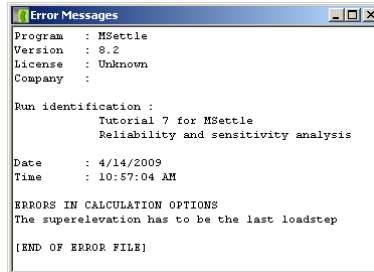 Error Messages
Program : MSettle
Version : 8.2
License : Unknown
Company :
Run identification :
Tutorial 7 for MSettle
Reliability and sensitivity analysis
Date : 4/14/2009
Time : 10:57:04 AM
ERRORS IN CALCULATION OPTIONS
The superelevation has to be the last loadstep
[END OF ERROR FILE]